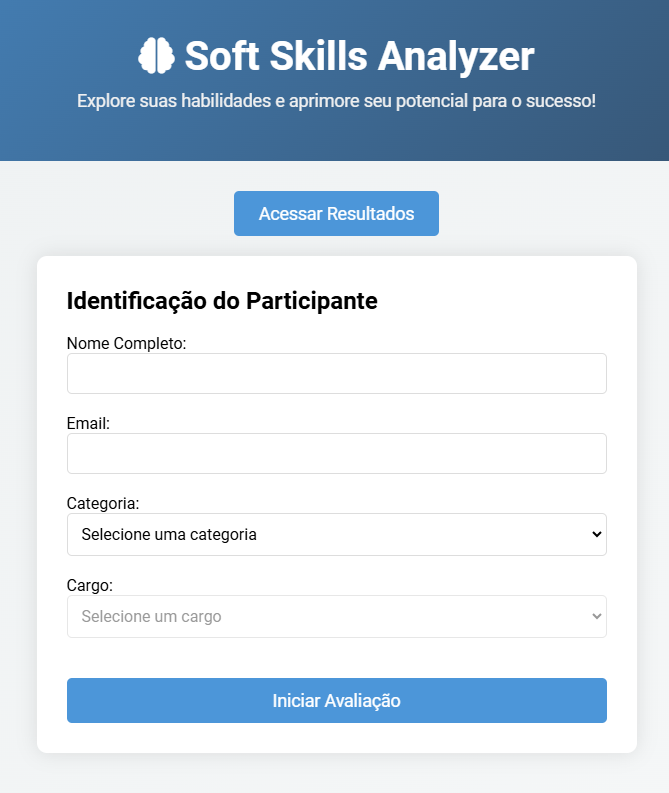 Soft Skills Analyzer
Explore suas habilidades e aprimore seu potencial para o sucesso!
Acessar Resultados
Identificação do Participante
Nome Completo:
Email:
Categoria:
Selecione uma categoria
Cargo:
Selecione um cargo
Iniciar Avaliação